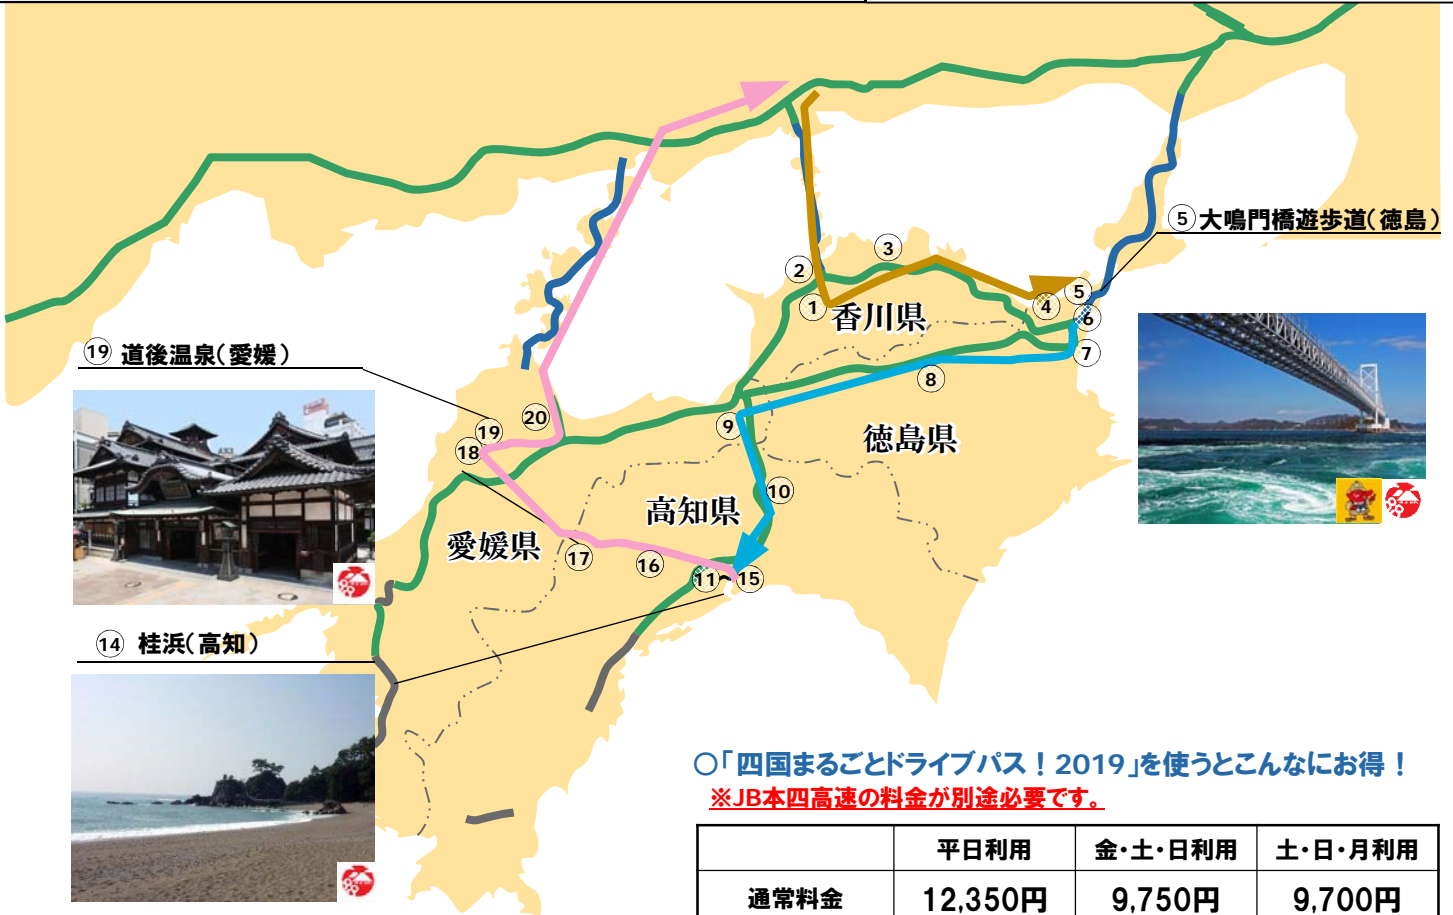 ⑤大鳴門橋遊歩道（徳島）
②
③
①
香川県
④
⑤
⑥
⑦
⑲ 道後温泉（愛媛）
⑧
⑳
⑲
⑱
⑨
徳島県
⑩
高知県
愛媛県
⑰
⑯
⑪～⑮
⑭ 桂浜（高知）
○「四国まるごとドライブパス！2019」を使うとこんなにお得！
※JB本四高速の料金が別途必要です。
平日利用 金・土・日利用 土・日・月利用
通常料金 12,350円 9,750円 9,700円